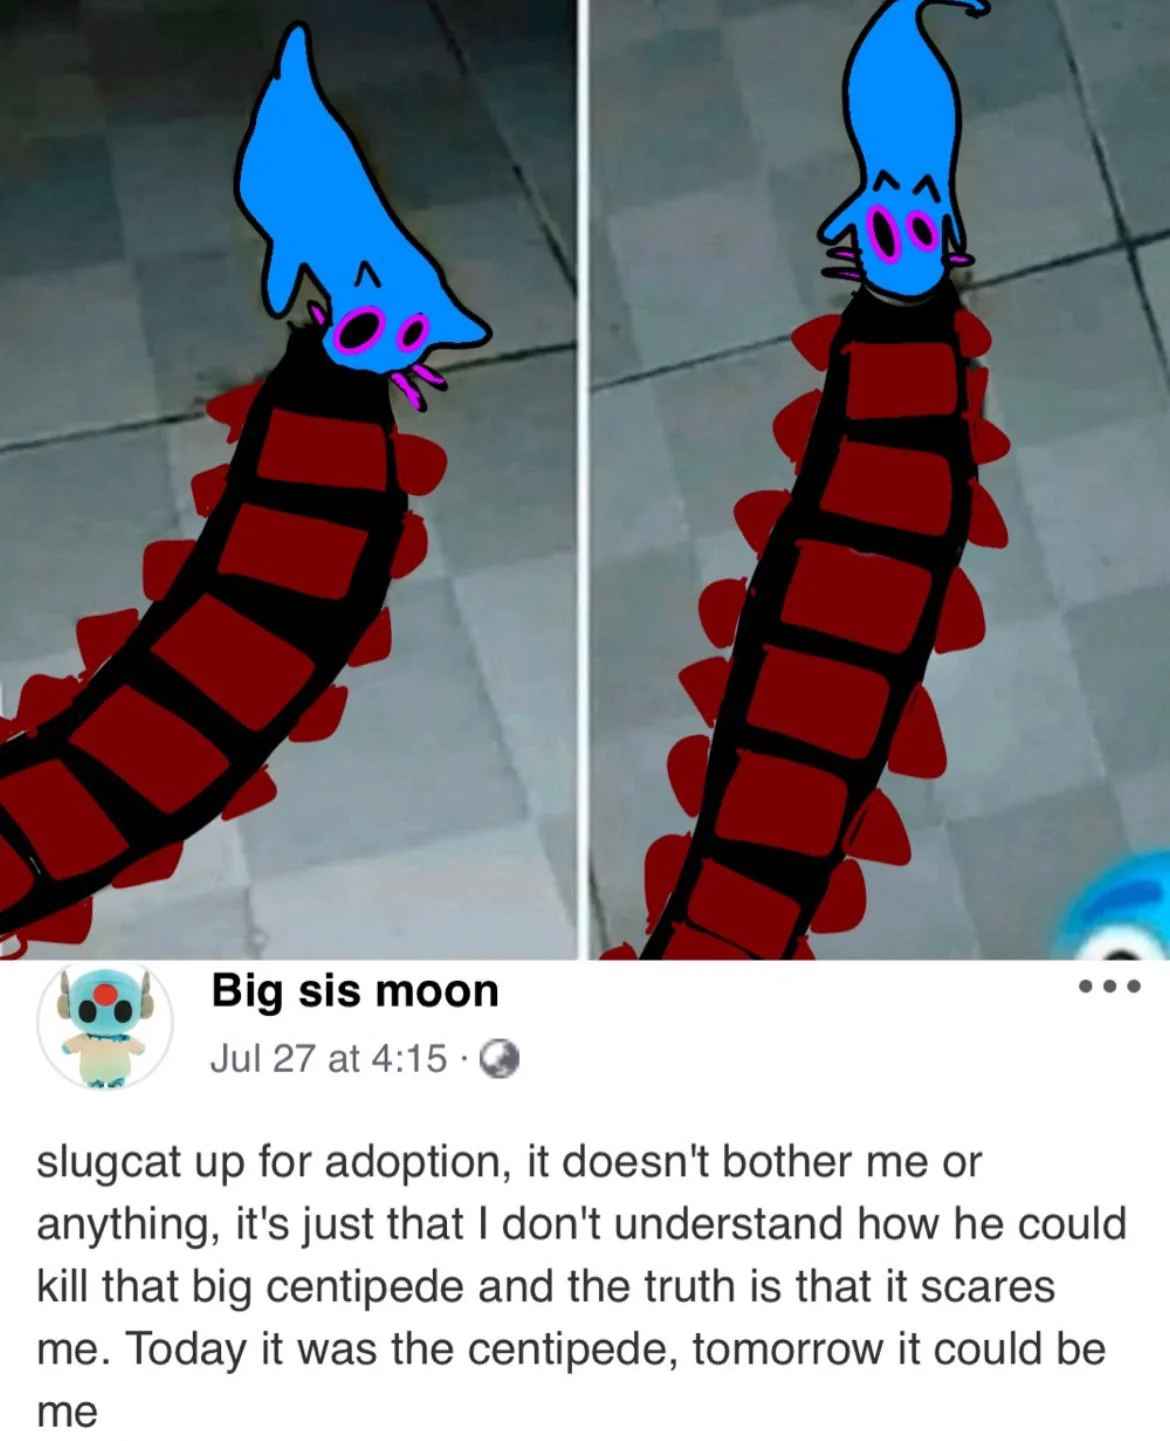 Big sis moon
Jul 27 at 4:15 ·
slugcat up for adoption, it doesn't bother me or
anything, it's just that I don't understand how he could
kill that big centipede and the truth is that it scares
me. Today it was the centipede, tomorrow it could be
me